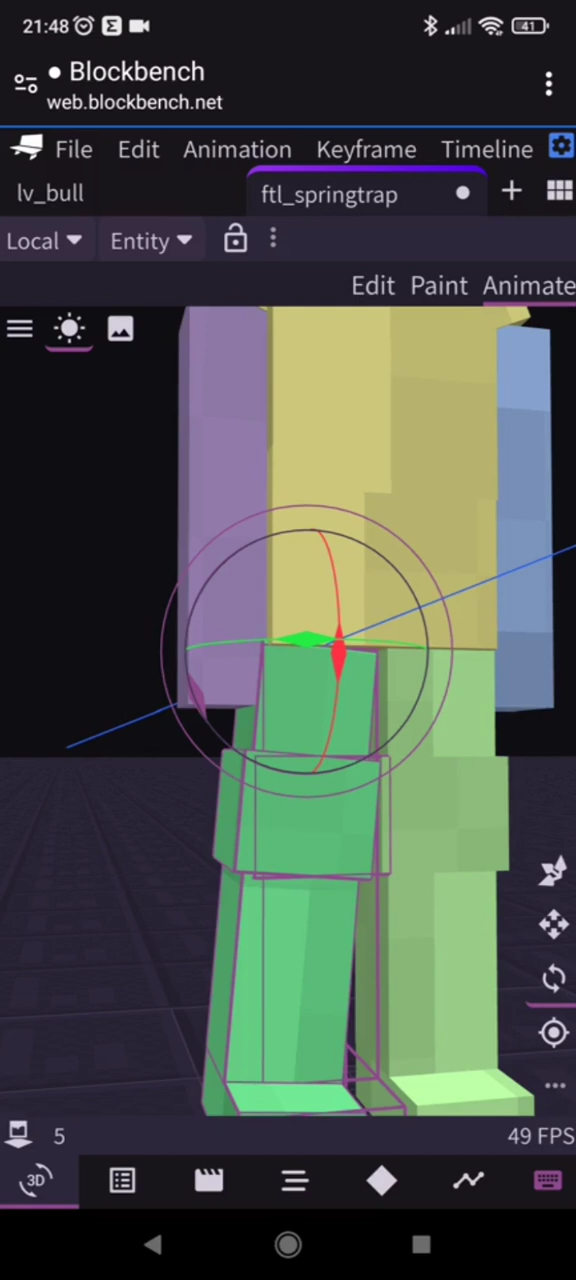 21:48
41
Blockbench
web.blockbench.net
File Edit Animation Keyframe Timeline
lv_bull ftl_springtrap
Local Entity
Edit Paint Animate
5 49 FPS
3D